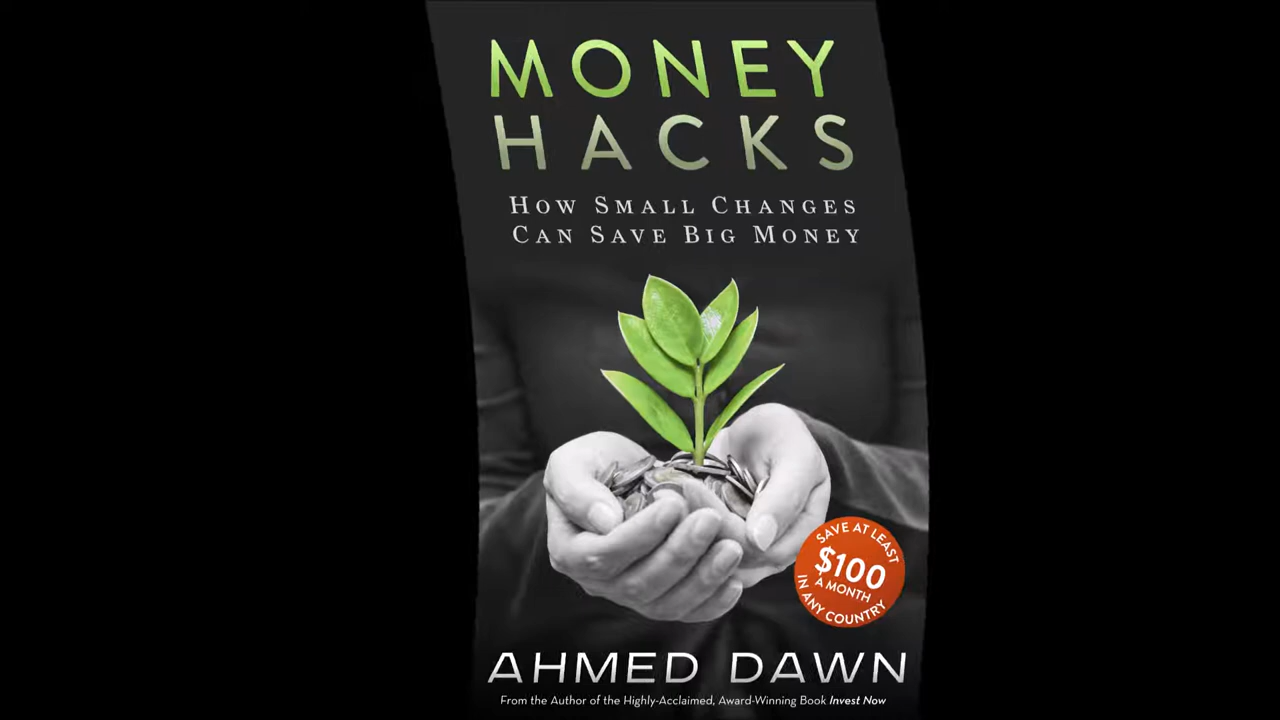 MONEY
HACKS
HOW SMALL CHANGES
CAN SAVE BIG MONEY
SAVE AT LEAST
$100
A MONTH
IN ANY COUNTRY
AHMED DAWN
From the Author of the Highly-Acclaimed, Award-Winning Book Invest Now